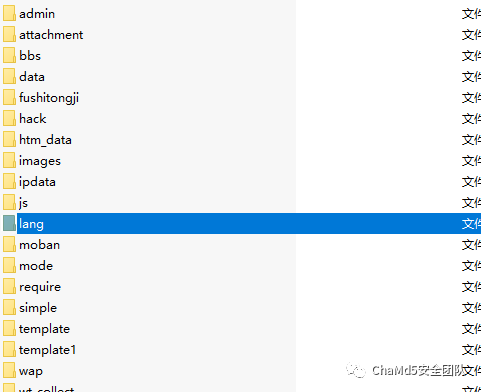 admin 文件
attachment 文件
bbs 文件
data 文件
fushitongji 文件
hack 文件
htm_data 文件
images 文件
ipdata 文件
js 文件
lang 文件
moban 文件
mode 文件
require 文件
simple 文件
template 文件
template1 文件
wap
ChaMd5安全团队
wt_collect